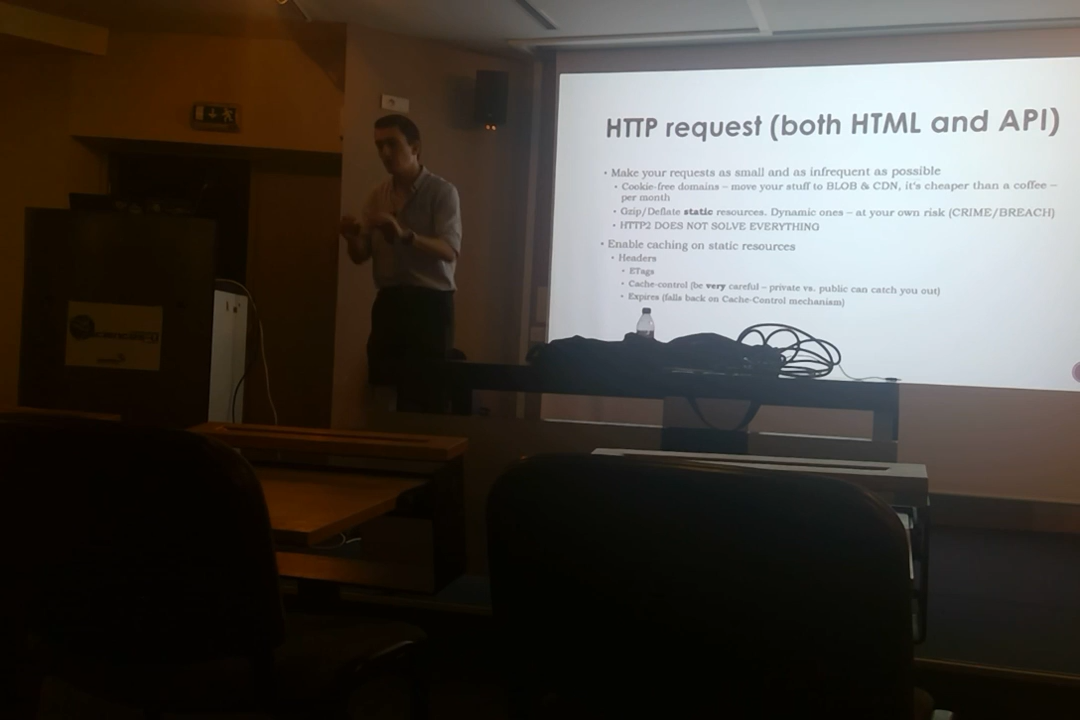 HTTP request (both HTML and API)
• Make your requests as small and as infrequent as possible
• Cookie-free domains – move your stuff to BLOB & CDN, it's cheaper than a coffee –
per month
• Gzip/Deflate static resources. Dynamic ones – at your own risk (CRIME/BREACH)
• HTTP2 DOES NOT SOLVE EVERYTHING
• Enable caching on static resources
• Headers
• ETags
• Cache-control (be very careful – private vs. public can catch you out)
• Expires (falls back on Cache-Control mechanism)